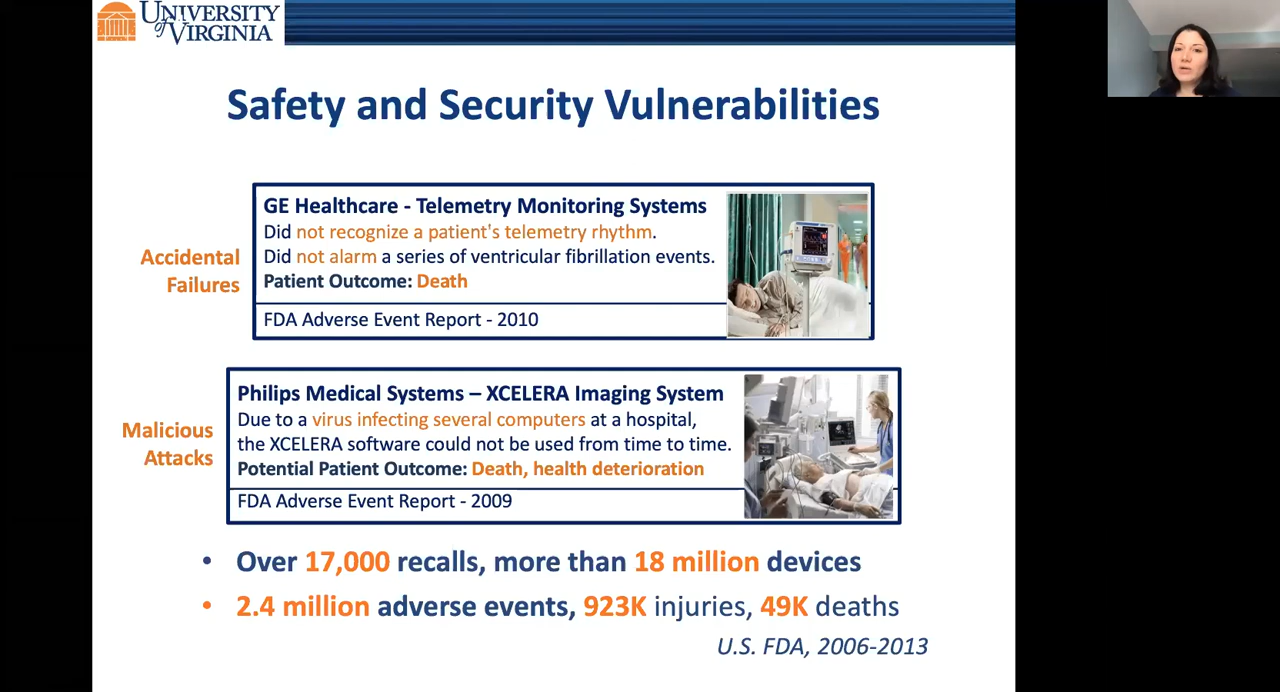 UNIVERSITY
of VIRGINIA
Safety and Security Vulnerabilities
Accidental
Failures
GE Healthcare - Telemetry Monitoring Systems
Did not recognize a patient's telemetry rhythm.
Did not alarm a series of ventricular fibrillation events.
Patient Outcome: Death
FDA Adverse Event Report - 2010
Malicious
Attacks
Philips Medical Systems – XCELERA Imaging System
Due to a virus infecting several computers at a hospital,
the XCELERA software could not be used from time to time.
Potential Patient Outcome: Death, health deterioration
FDA Adverse Event Report - 2009
• Over 17,000 recalls, more than 18 million devices
• 2.4 million adverse events, 923K injuries, 49K deaths
U.S. FDA, 2006-2013